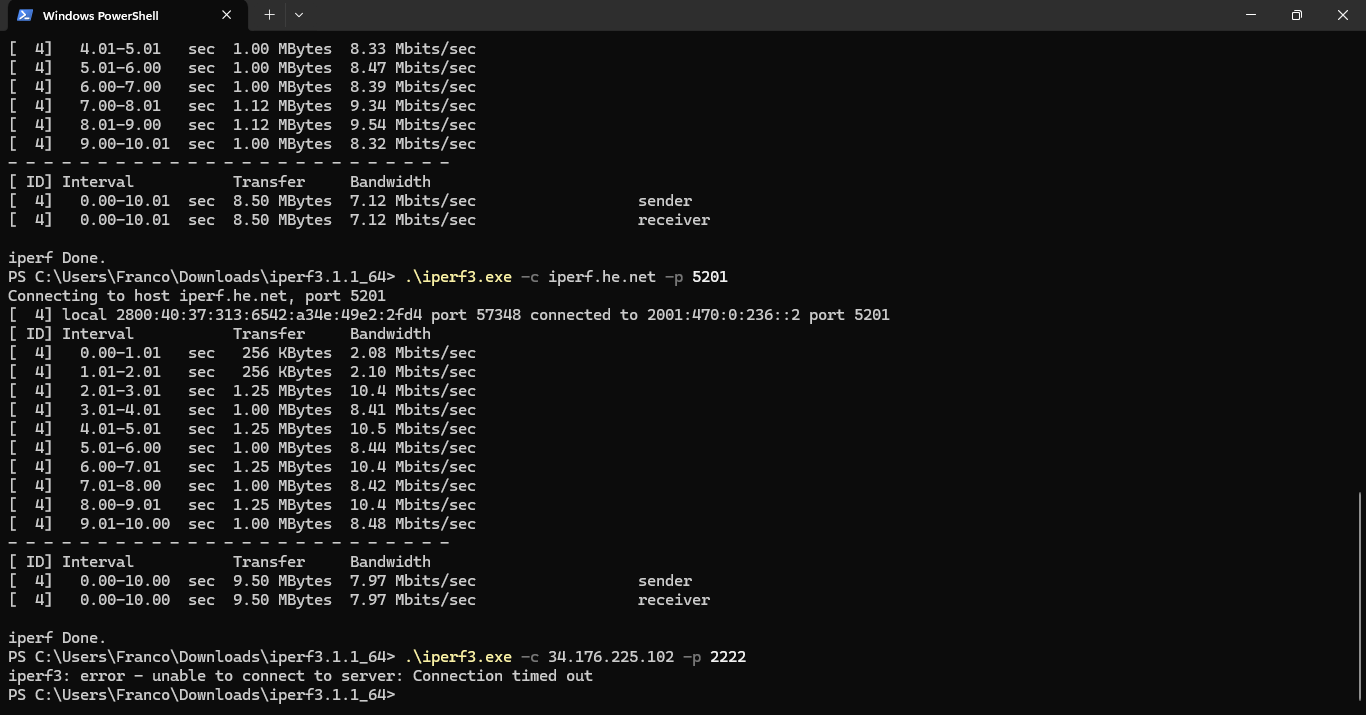 Windows PowerShell
[  4]   4.01-5.01   sec  1.00 MBytes  8.33 Mbits/sec
[  4]   5.01-6.00   sec  1.00 MBytes  8.47 Mbits/sec
[  4]   6.00-7.00   sec  1.00 MBytes  8.39 Mbits/sec
[  4]   7.00-8.01   sec  1.12 MBytes  9.34 Mbits/sec
[  4]   8.01-9.00   sec  1.12 MBytes  9.54 Mbits/sec
[  4]   9.00-10.01  sec  1.00 MBytes  8.32 Mbits/sec
- - - - - - - - - - - - - - - - - - - - - - - - -
[ ID] Interval           Transfer     Bandwidth
[  4]   0.00-10.01  sec  8.50 MBytes  7.12 Mbits/sec                  sender
[  4]   0.00-10.01  sec  8.50 MBytes  7.12 Mbits/sec                  receiver

iperf Done.
PS C:\Users\Franco\Downloads\iperf3.1.1_64> .\iperf3.exe -c iperf.he.net -p 5201
Connecting to host iperf.he.net, port 5201
[  4] local 2800:40:37:313:6542:a34e:49e2:2fd4 port 57348 connected to 2001:470:0:236::2 port 5201
[ ID] Interval           Transfer     Bandwidth
[  4]   0.00-1.01   sec   256 KBytes  2.08 Mbits/sec
[  4]   1.01-2.01   sec   256 KBytes  2.10 Mbits/sec
[  4]   2.01-3.01   sec  1.25 MBytes  10.4 Mbits/sec
[  4]   3.01-4.01   sec  1.00 MBytes  8.41 Mbits/sec
[  4]   4.01-5.01   sec  1.25 MBytes  10.5 Mbits/sec
[  4]   5.01-6.00   sec  1.00 MBytes  8.44 Mbits/sec
[  4]   6.00-7.01   sec  1.25 MBytes  10.4 Mbits/sec
[  4]   7.01-8.00   sec  1.00 MBytes  8.42 Mbits/sec
[  4]   8.00-9.01   sec  1.25 MBytes  10.4 Mbits/sec
[  4]   9.01-10.00  sec  1.00 MBytes  8.48 Mbits/sec
- - - - - - - - - - - - - - - - - - - - - - - - -
[ ID] Interval           Transfer     Bandwidth
[  4]   0.00-10.00  sec  9.50 MBytes  7.97 Mbits/sec                  sender
[  4]   0.00-10.00  sec  9.50 MBytes  7.97 Mbits/sec                  receiver

iperf Done.
PS C:\Users\Franco\Downloads\iperf3.1.1_64> .\iperf3.exe -c 34.176.225.102 -p 2222
iperf3: error - unable to connect to server: Connection timed out
PS C:\Users\Franco\Downloads\iperf3.1.1_64>